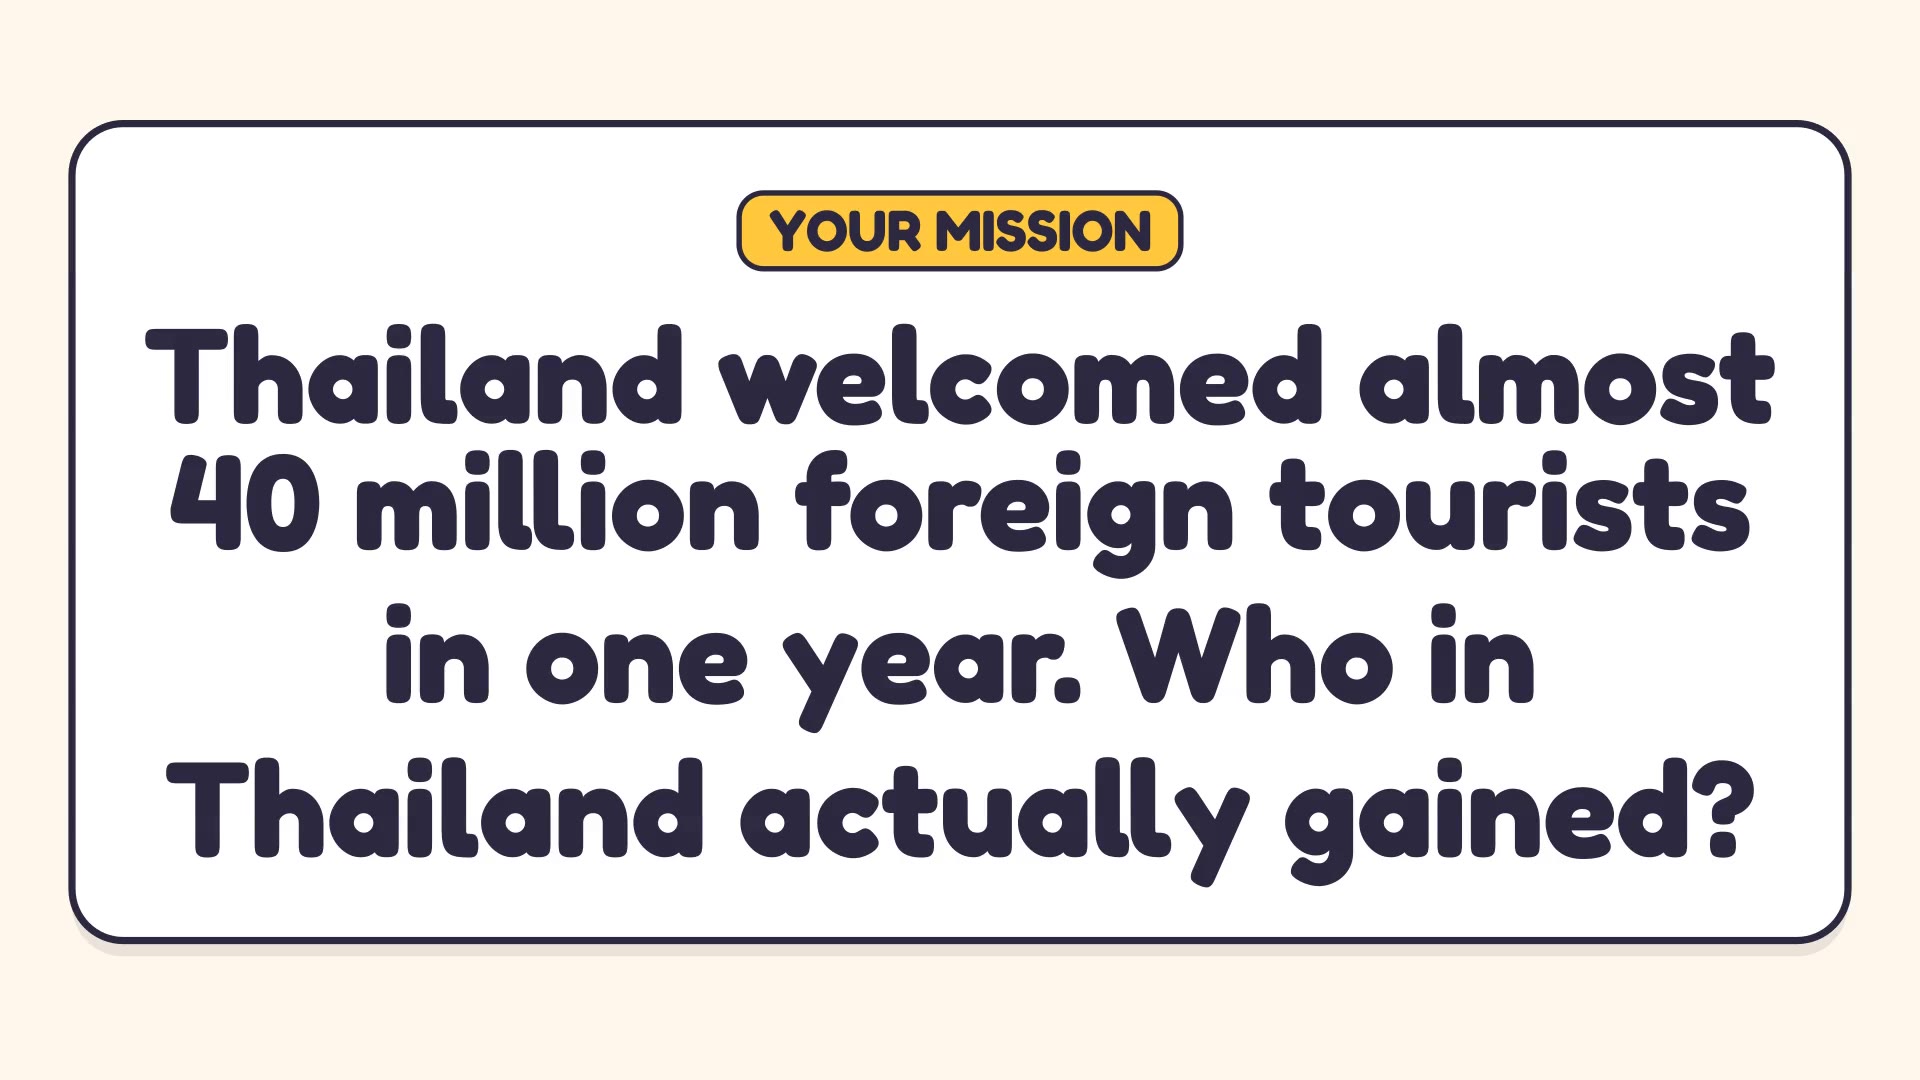 YOUR MISSION
Thailand welcomed almost
40 million foreign tourists
in one year. Who in
Thailand actually gained?